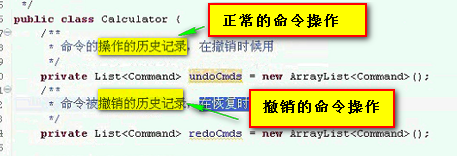 public class Calculator {
正常的命令操作
/**
* 命令的操作的历史记录，在撤销时候用
*/
private List<Command> undoCmds = new ArrayList<Command>();
/**
* 命令被撤销的历史记录，在恢复时
撤销的命令操作
*/
private List<Command> redoCmds = new ArrayList<Command>();